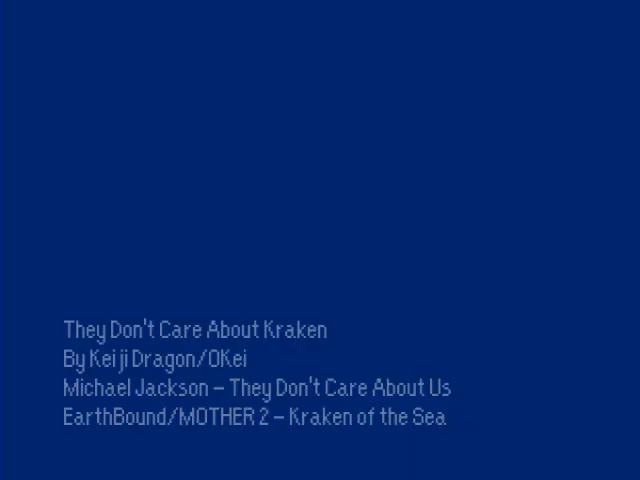 They Don't Care About Kraken
By Keiji Dragon/OKei
Michael Jackson – They Don't Care About Us
EarthBound/MOTHER 2 – Kraken of the Sea